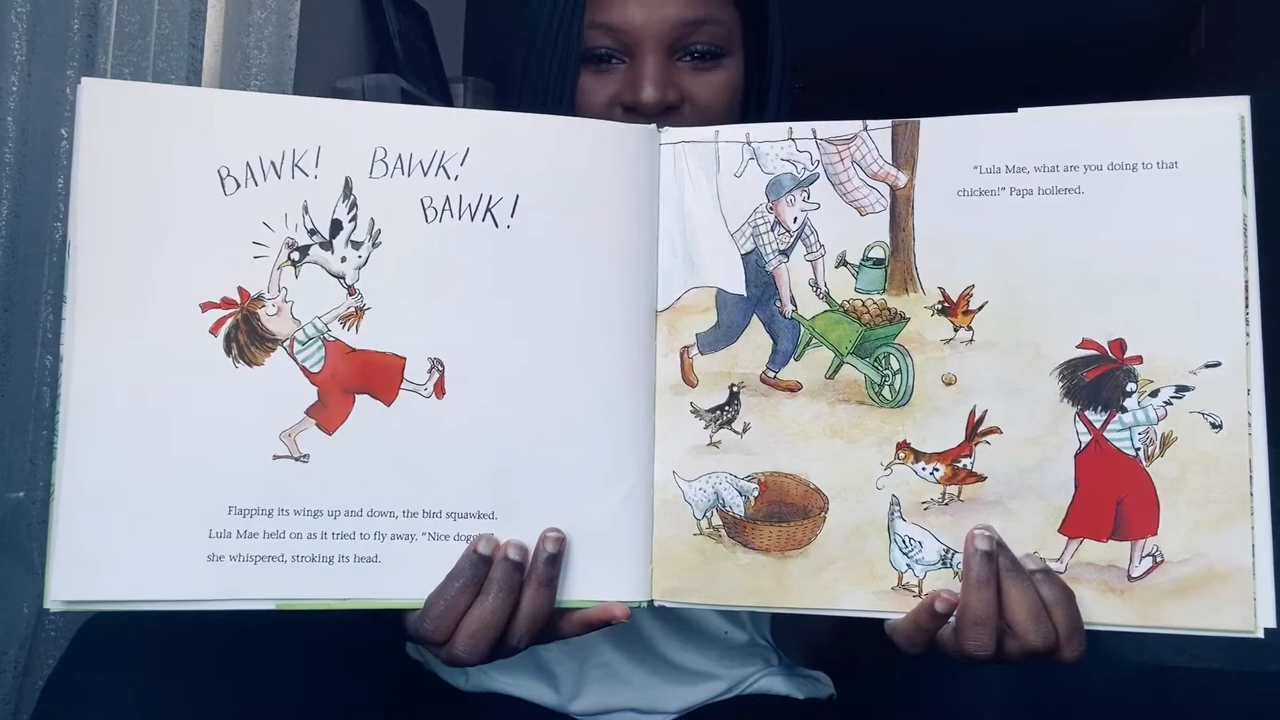 BAWK! BAWK!
BAWK!
Flapping its wings up and down, the bird squawked.
Lula Mae held on as it tried to fly away. "Nice
she whispered, stroking its head.
"Lula Mae, what are you doing to that
chicken!" Papa hollered.